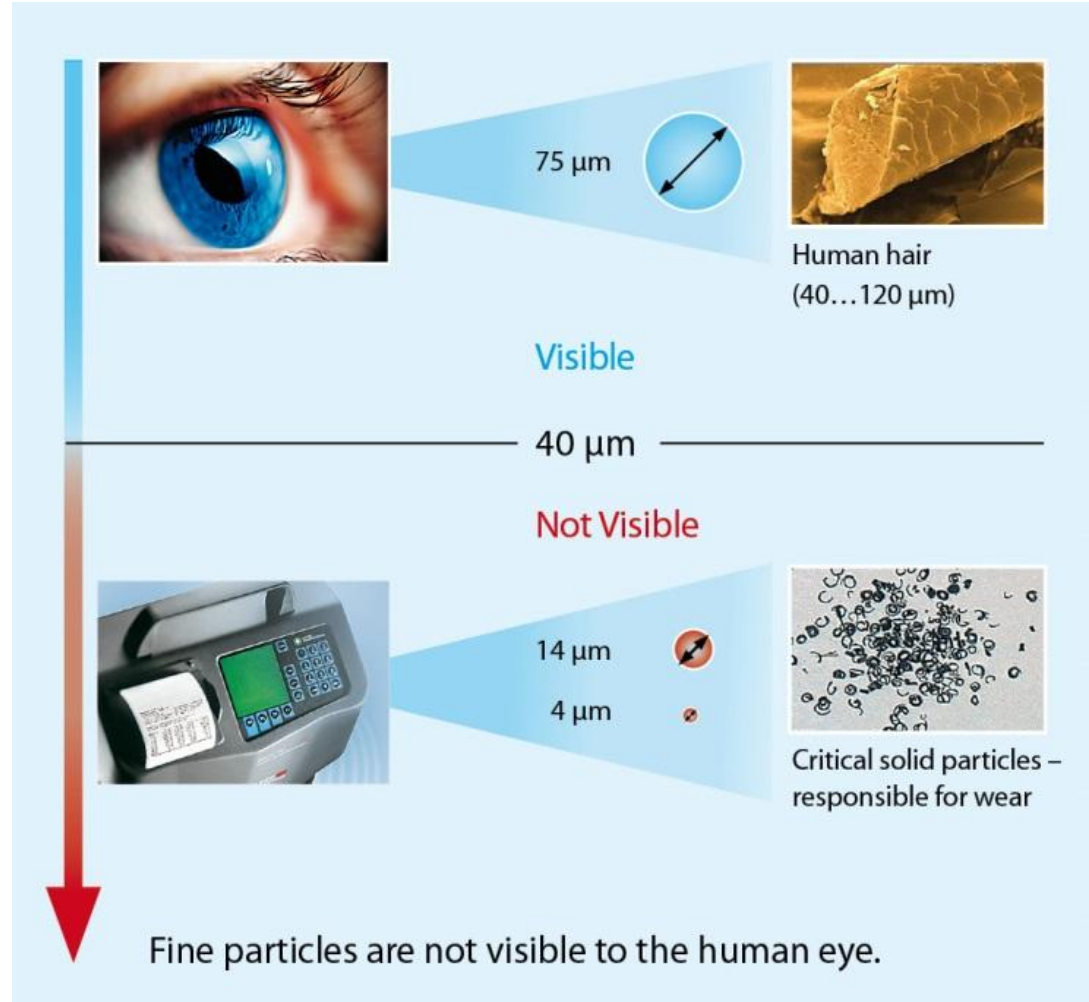 75 µm
Human hair
(40…120 µm)
Visible
40 µm
Not Visible
14 µm
4 µm
Critical solid particles –
responsible for wear
Fine particles are not visible to the human eye.